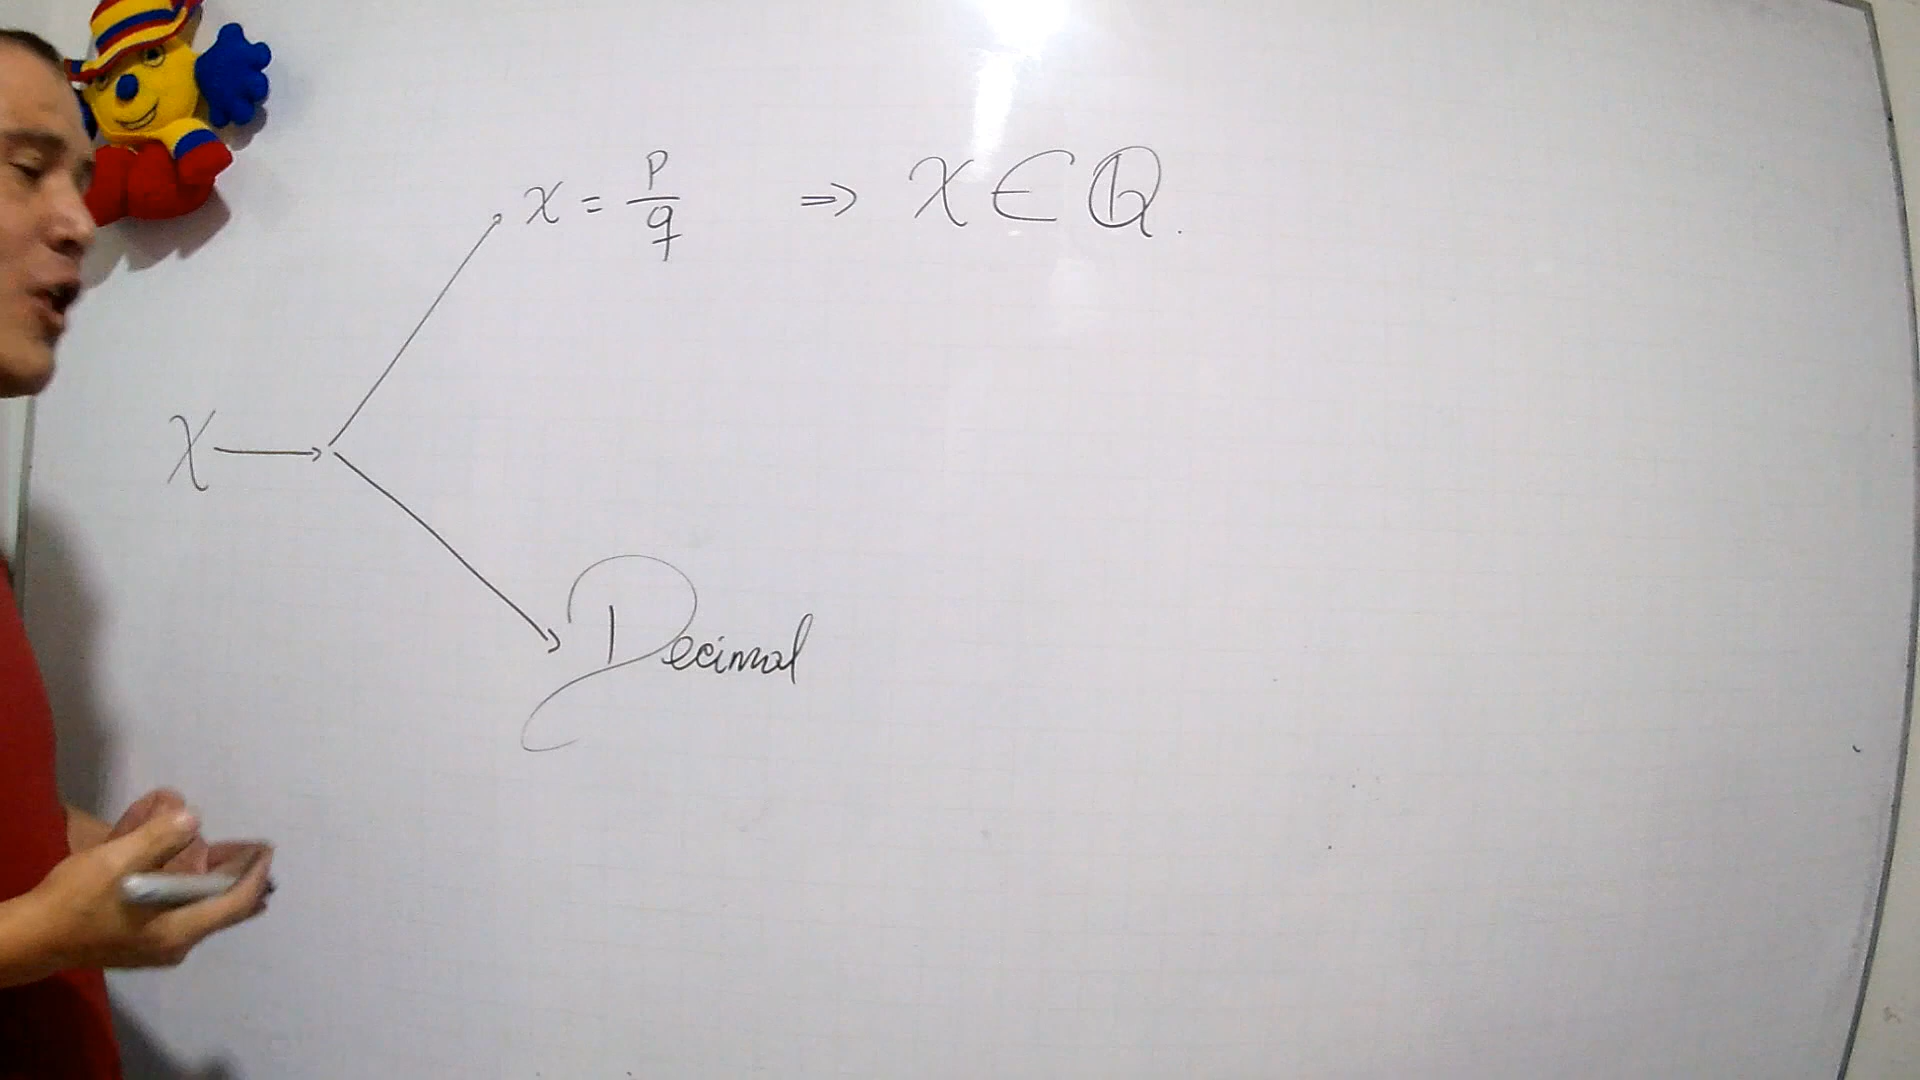 x = p/q ⇒ x ∈ ℚ.
x →
Decimal